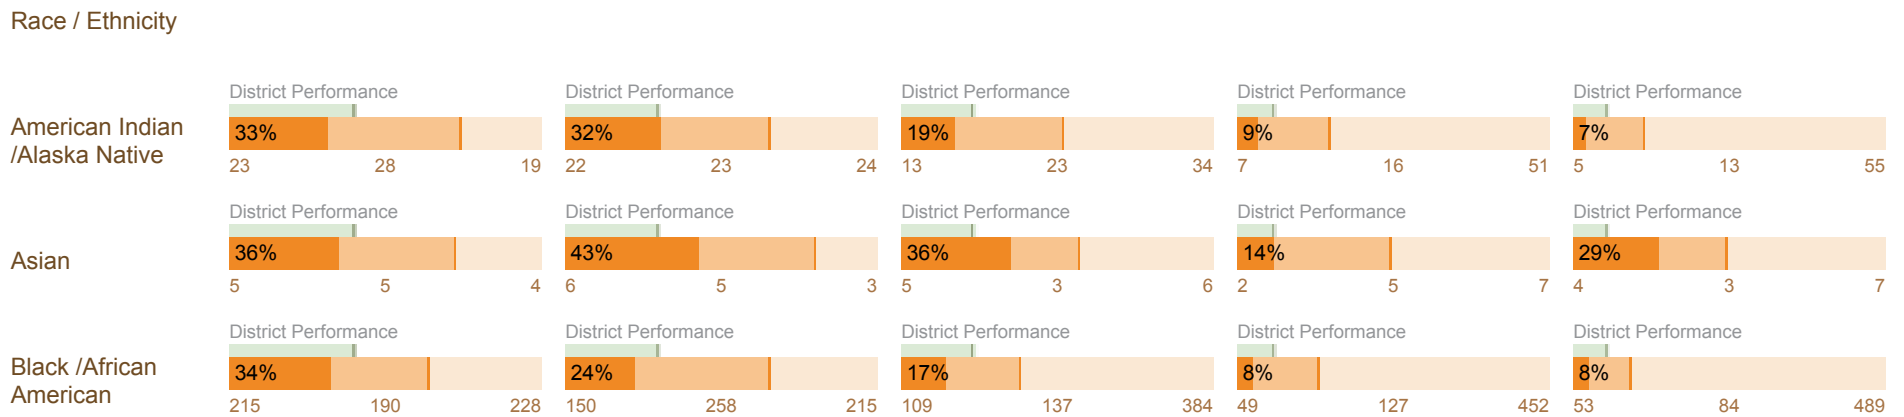 Race / Ethnicity
District Performance District Performance District Performance District Performance District Performance
American Indian
/Alaska Native
33% 32% 19% 9% 7%
23 28 19 22 23 24 13 23 34 7 16 51 5 13 55
District Performance District Performance District Performance District Performance District Performance
Asian
36% 43% 36% 14% 29%
5 5 4 6 5 3 5 3 6 2 5 7 4 3 7
District Performance District Performance District Performance District Performance District Performance
Black /African
American
34% 24% 17% 8% 8%
215 190 228 150 258 215 109 137 384 49 127 452 53 84 489